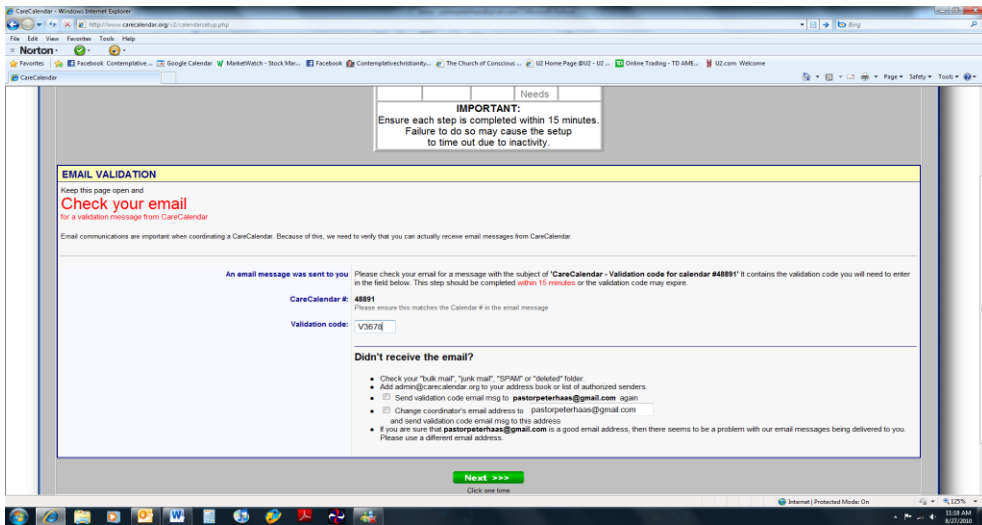 CareCalendar - Windows Internet Explorer
http://www.carecalendar.org/v2/calendarsetup.php
Bing
File Edit View Favorites Tools Help
Norton
Favorites Facebook Contemplative ... Google Calendar MarketWatch - Stock Mar... Facebook Contemplativechristianity... The Church of Conscious ... U2 Home Page @U2 - U2 ... Online Trading - TD AME... U2.com Welcome
CareCalendar
Page Safety Tools
Needs
IMPORTANT:
Ensure each step is completed within 15 minutes.
Failure to do so may cause the setup
to time out due to inactivity.
EMAIL VALIDATION
Keep this page open and
Check your email
for a validation message from CareCalendar
Email communications are important when coordinating a CareCalendar. Because of this, we need to verify that you can actually receive email messages from CareCalendar.
An email message was sent to you Please check your email for a message with the subject of 'CareCalendar - Validation code for calendar #48891' It contains the validation code you will need to enter
in the field below. This step should be completed within 15 minutes or the validation code may expire.
CareCalendar #: 48891
Please ensure this matches the Calendar # in the email message
Validation code: V3678
Didn't receive the email?
Check your "bulk mail", "junk mail", "SPAM" or "deleted" folder.
Add admin@carecalendar.org to your address book or list of authorized senders.
Send validation code email msg to pastorpeterhaas@gmail.com again
Change coordinator's email address to pastorpeterhaas@gmail.com
and send validation code email msg to this address
If you are sure that pastorpeterhaas@gmail.com is a good email address, then there seems to be a problem with our email messages being delivered to you.
Please use a different email address.
Next >>>
Click one time
Internet | Protected Mode: On 125%
11:18 AM
8/27/2010